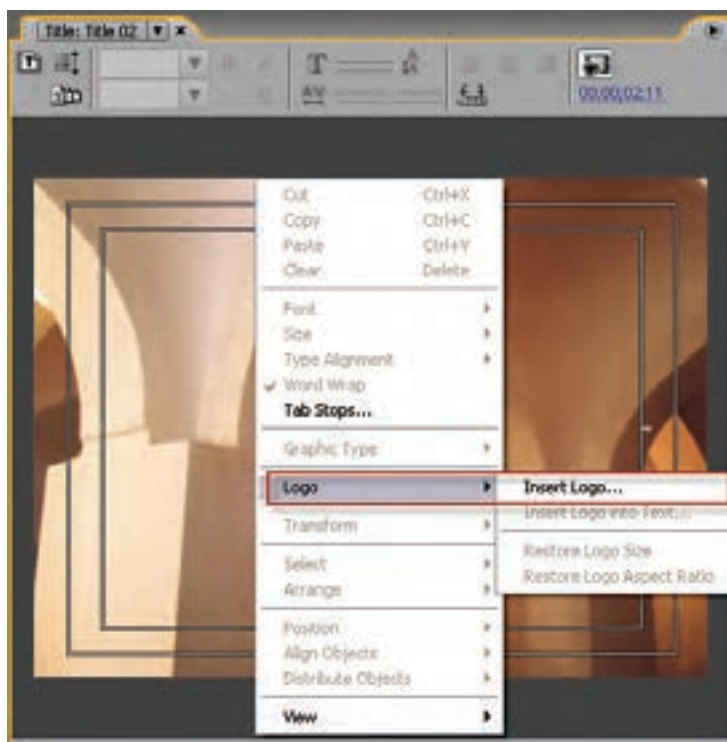 Title: Title 02
00;00;02;11
Cut Ctrl+X
Copy Ctrl+C
Paste Ctrl+V
Clear Delete
Font
Size
Type Alignment
Word Wrap
Tab Stops...
Graphic Type
Logo
Insert Logo...
Insert Logo into Text...
Transform
Restore Logo Size
Select
Restore Logo Aspect Ratio
Arrange
Position
Align Objects
Distribute Objects
View